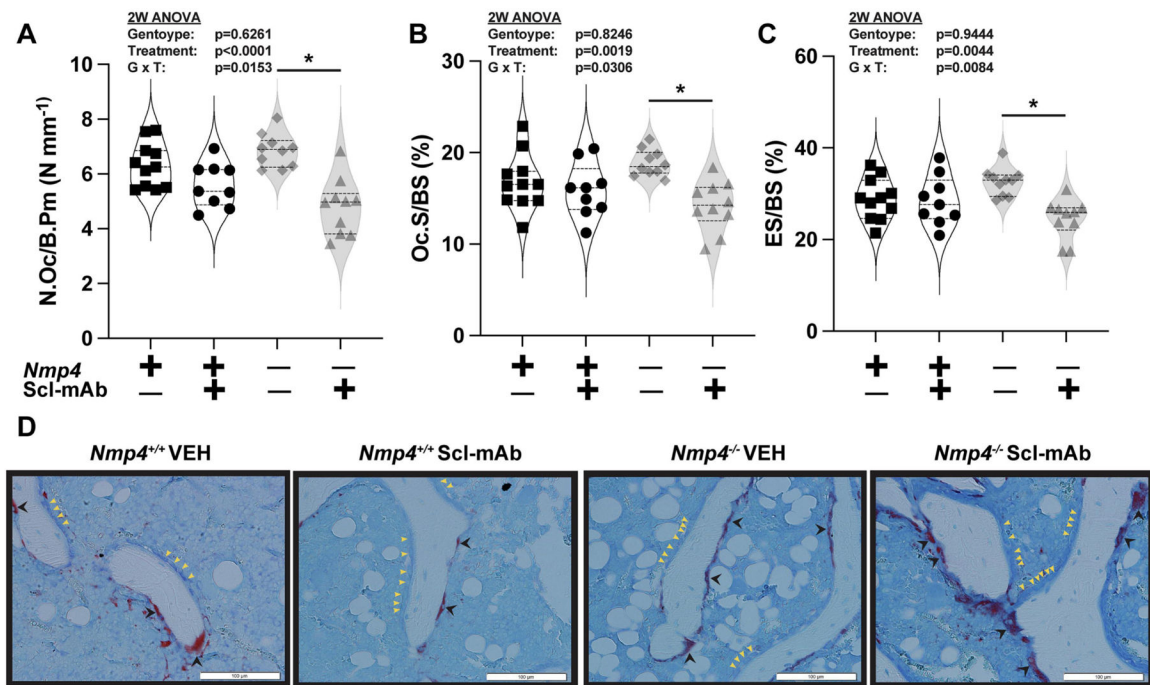 A
2W ANOVA
Gentoype: p=0.6261
Treatment: p<0.0001
G x T: p=0.0153
*
N.Oc/B.Pm (N mm-1)
10
8
6
4
2
0
B
2W ANOVA
Gentoype: p=0.8246
Treatment: p=0.0019
G x T: p=0.0306
*
Oc.S/BS (%)
30
20
10
0
C
2W ANOVA
Gentoype: p=0.9444
Treatment: p=0.0044
G x T: p=0.0084
*
ES/BS (%)
60
40
20
0
Nmp4 + + — — + + — — + + — —
Scl-mAb — + — + — + — + — + — +
D
Nmp4+/+ VEH
Nmp4+/+ Scl-mAb
Nmp4-/- VEH
Nmp4-/- Scl-mAb
100 µm
100 µm
100 µm
100 µm